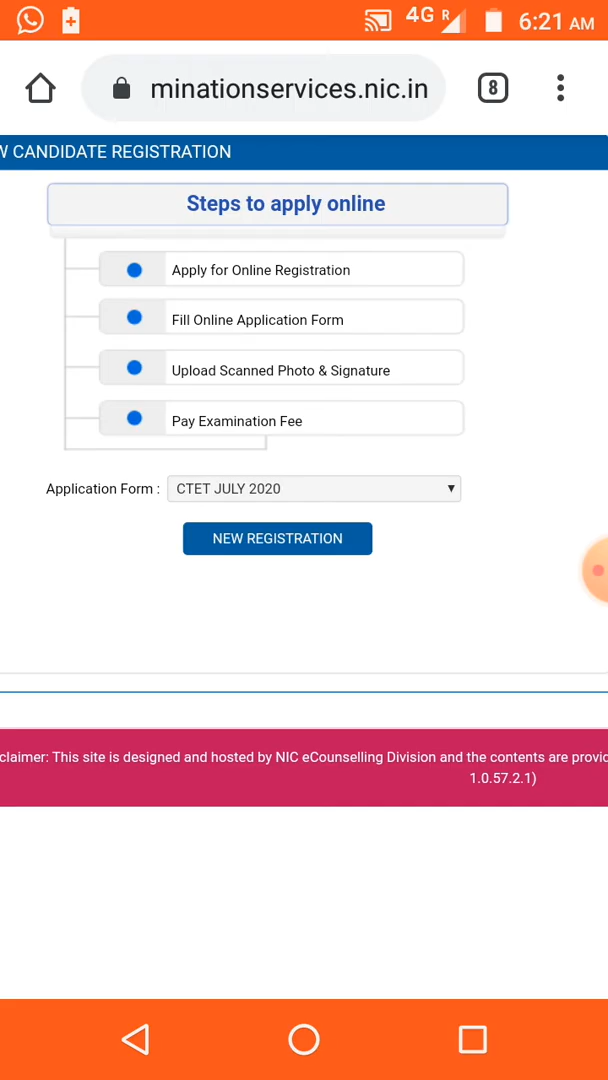 4G R 6:21 AM
minationservices.nic.in 8
W CANDIDATE REGISTRATION
Steps to apply online
Apply for Online Registration
Fill Online Application Form
Upload Scanned Photo & Signature
Pay Examination Fee
Application Form : CTET JULY 2020
NEW REGISTRATION
claimer: This site is designed and hosted by NIC eCounselling Division and the contents are provid
1.0.57.2.1)